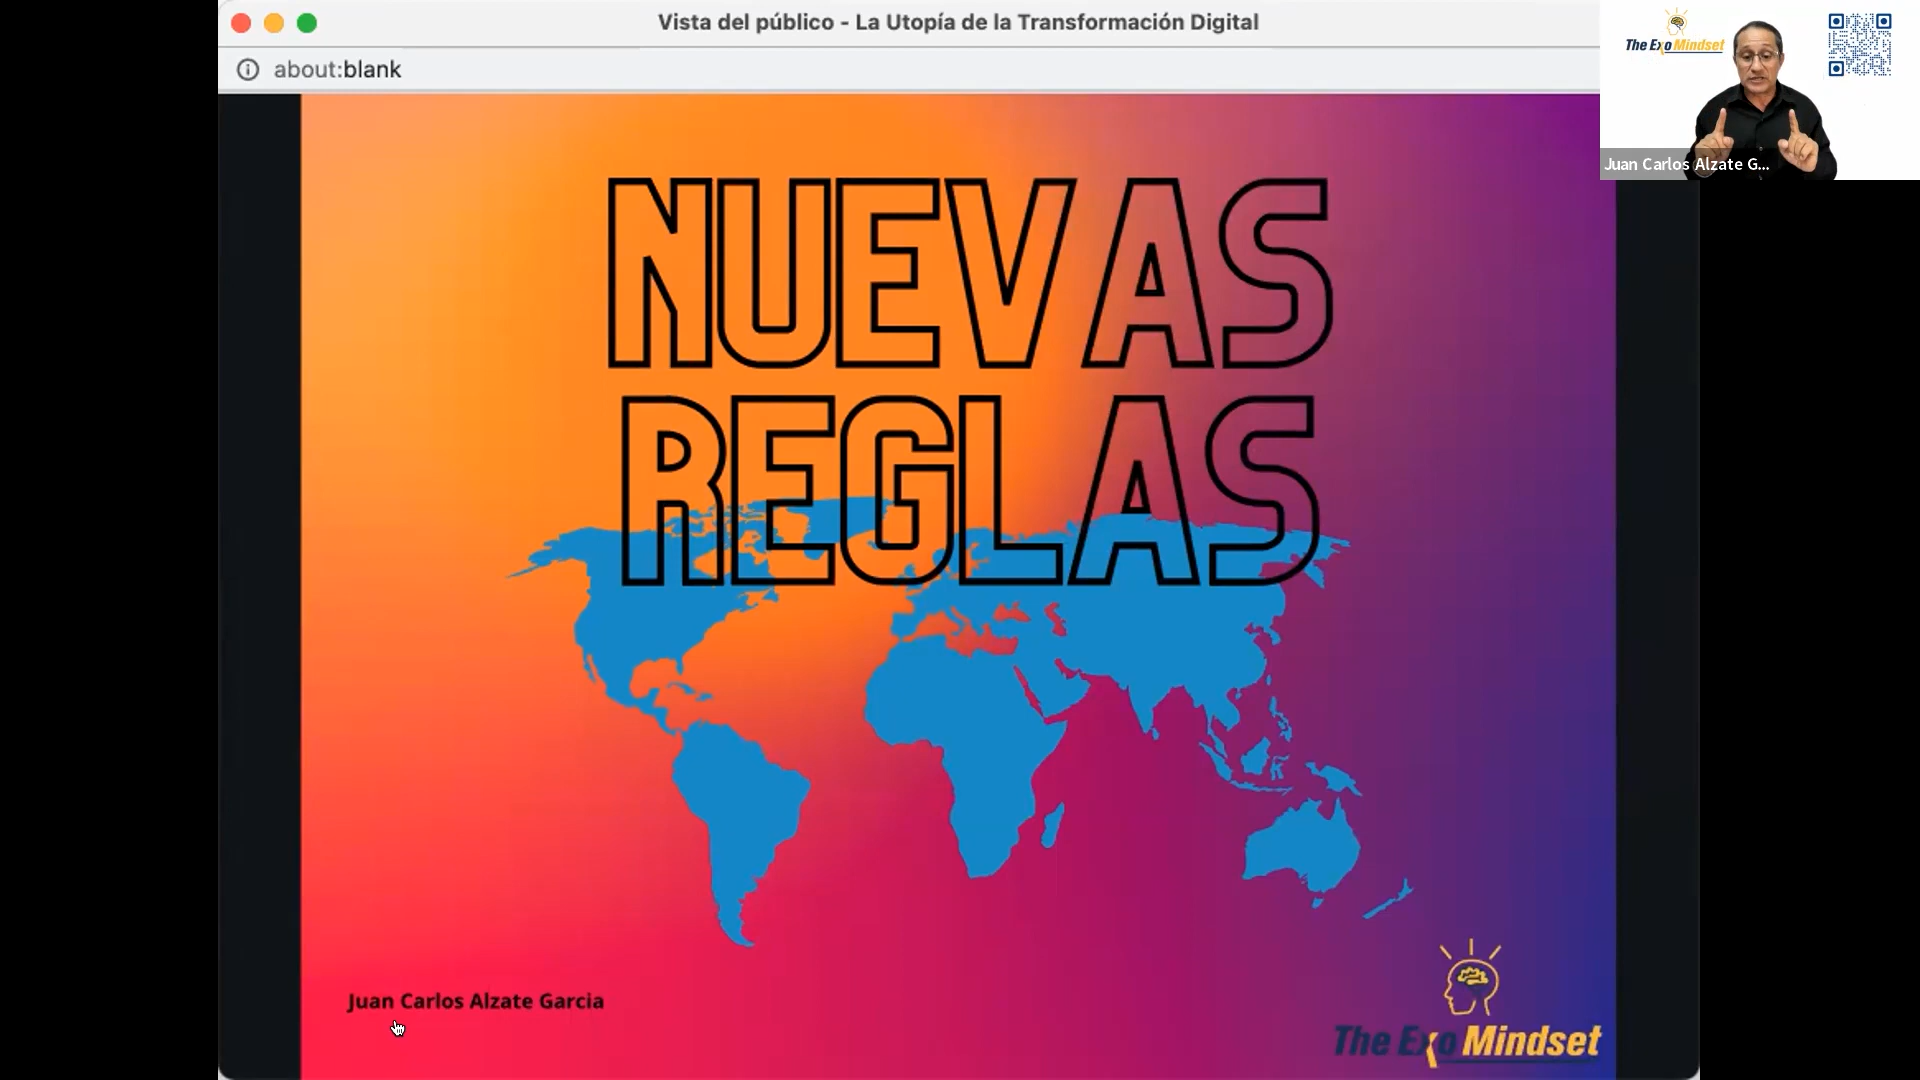 Vista del público - La Utopía de la Transformación Digital
about:blank
The Exo Mindset
Juan Carlos Alzate G...
NUEVAS
REGLAS
Juan Carlos Alzate Garcia
The Exo Mindset